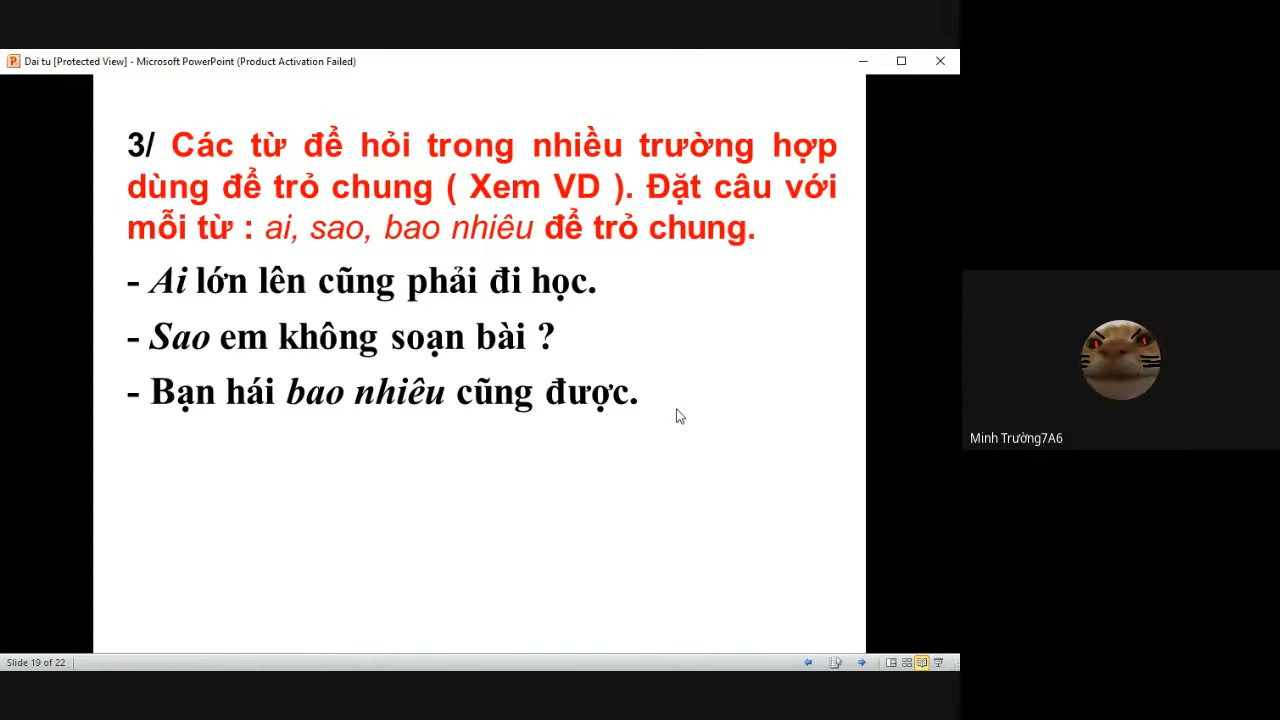 Dai tu [Protected View] - Microsoft PowerPoint (Product Activation Failed)
3/ Các từ để hỏi trong nhiều trường hợp
dùng để trỏ chung ( Xem VD ). Đặt câu với
mỗi từ : ai, sao, bao nhiêu để trỏ chung.
- Ai lớn lên cũng phải đi học.
- Sao em không soạn bài ?
- Bạn hái bao nhiêu cũng được.
Minh Trường7A6
Slide 19 of 22